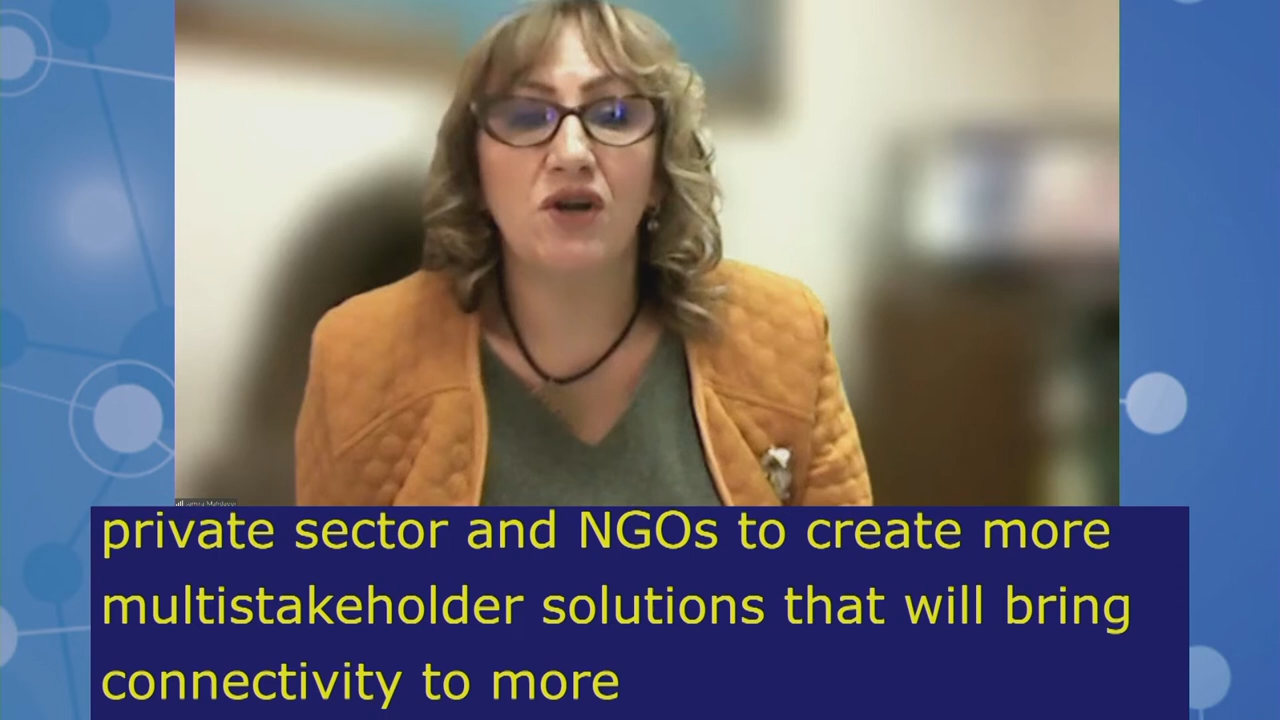 private sector and NGOs to create more
multistakeholder solutions that will bring
connectivity to more